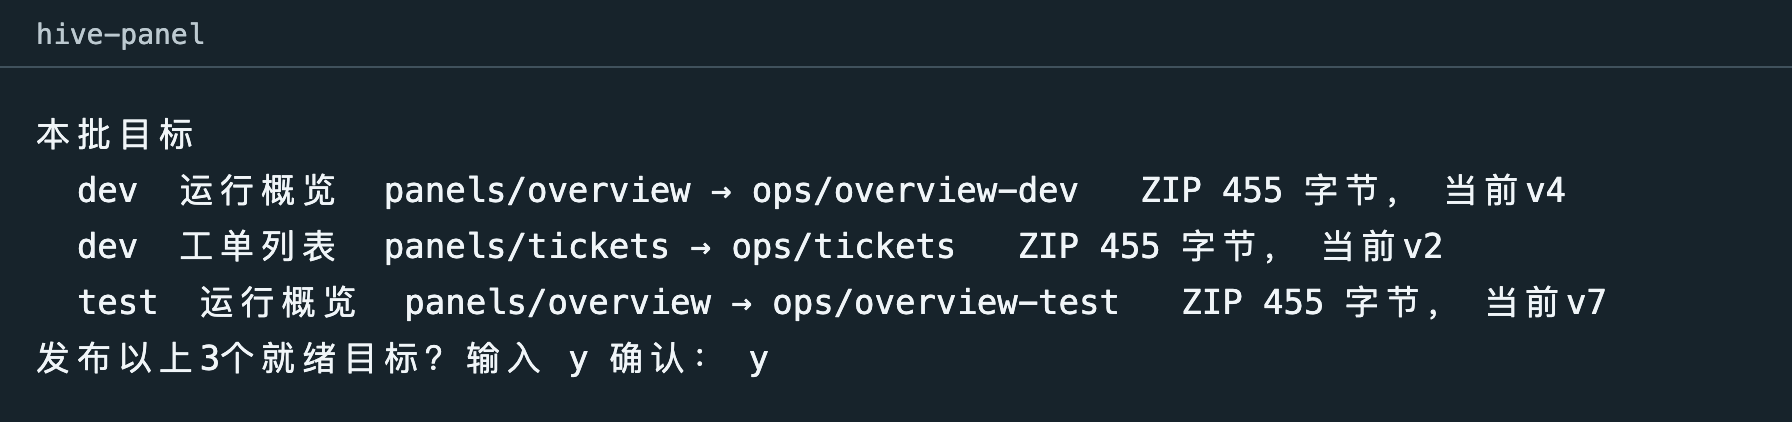 hive-panel
本批目标
dev 运行概览 panels/overview → ops/overview-dev ZIP 455 字节, 当前v4
dev 工单列表 panels/tickets → ops/tickets ZIP 455 字节, 当前v2
test 运行概览 panels/overview → ops/overview-test ZIP 455 字节, 当前v7
发布以上3个就绪目标? 输入 y 确认: y